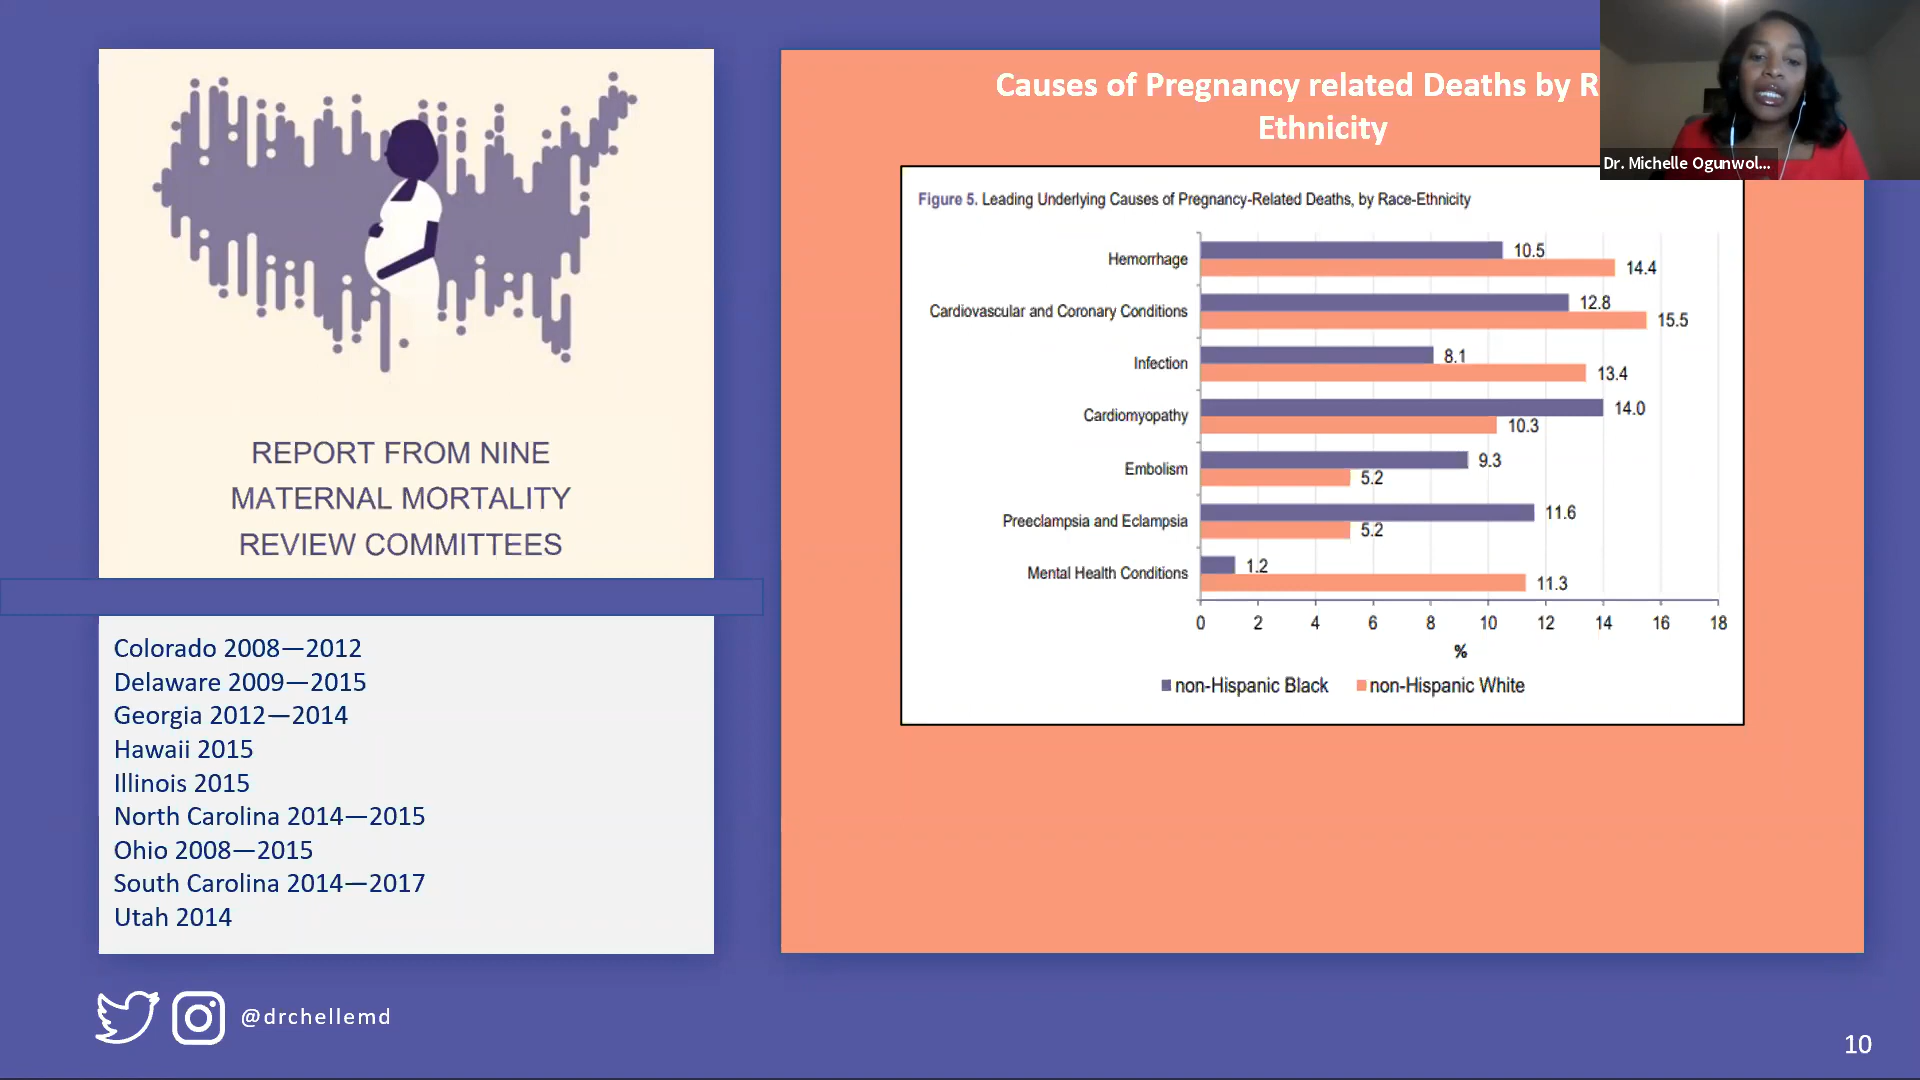 REPORT FROM NINE
MATERNAL MORTALITY
REVIEW COMMITTEES
Colorado 2008—2012
Delaware 2009—2015
Georgia 2012—2014
Hawaii 2015
Illinois 2015
North Carolina 2014—2015
Ohio 2008—2015
South Carolina 2014—2017
Utah 2014
@drchellemd
Causes of Pregnancy related Deaths by R
Ethnicity
Dr. Michelle Ogunwol...
Figure 5. Leading Underlying Causes of Pregnancy-Related Deaths, by Race-Ethnicity
Hemorrhage 10.5
14.4
Cardiovascular and Coronary Conditions 12.8
15.5
Infection 8.1
13.4
Cardiomyopathy 14.0
10.3
Embolism 9.3
5.2
Preeclampsia and Eclampsia 11.6
5.2
Mental Health Conditions 1.2
11.3
0 2 4 6 8 10 12 14 16 18
%
non-Hispanic Black non-Hispanic White
10